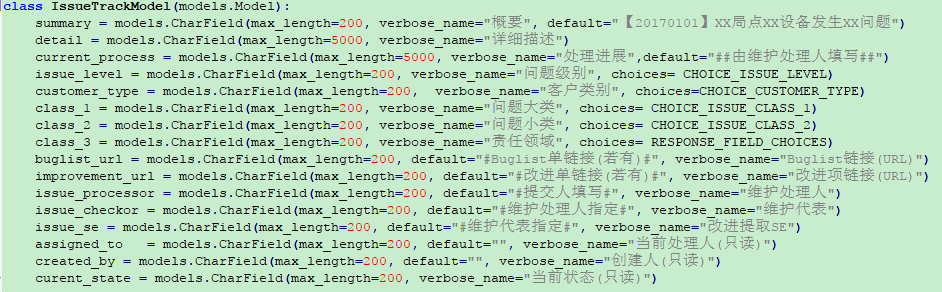 class IssueTrackModel(models.Model):
summary = models.CharField(max_length=200, verbose_name="概要", default="【20170101】XX局点XX设备发生XX问题")
detail = models.CharField(max_length=5000, verbose_name="详细描述")
current_process = models.CharField(max_length=5000, verbose_name="处理进展",default="##由维护处理人填写##")
issue_level = models.CharField(max_length=200, verbose_name="问题级别", choices= CHOICE_ISSUE_LEVEL)
customer_type = models.CharField(max_length=200,  verbose_name="客户类别", choices=CHOICE_CUSTOMER_TYPE)
class_1 = models.CharField(max_length=200, verbose_name="问题大类", choices= CHOICE_ISSUE_CLASS_1)
class_2 = models.CharField(max_length=200, verbose_name="问题小类", choices= CHOICE_ISSUE_CLASS_2)
class_3 = models.CharField(max_length=200, verbose_name="责任领域", choices= RESPONSE_FIELD_CHOICES)
buglist_url = models.CharField(max_length=200, default="#Buglist单链接(若有)#", verbose_name="Buglist链接(URL)")
improvement_url = models.CharField(max_length=200, default="#改进单链接(若有)#", verbose_name="改进项链接(URL)")
issue_processor = models.CharField(max_length=200, default="#提交人填写#", verbose_name="维护处理人")
issue_checkor = models.CharField(max_length=200, default="#维护处理人指定#", verbose_name="维护代表")
issue_se = models.CharField(max_length=200, default="#维护代表指定#", verbose_name="改进提取SE")
assigned_to   = models.CharField(max_length=200, default="", verbose_name="当前处理人(只读)")
created_by = models.CharField(max_length=200, default="", verbose_name="创建人(只读)")
curent_state = models.CharField(max_length=200, verbose_name="当前状态(只读)")